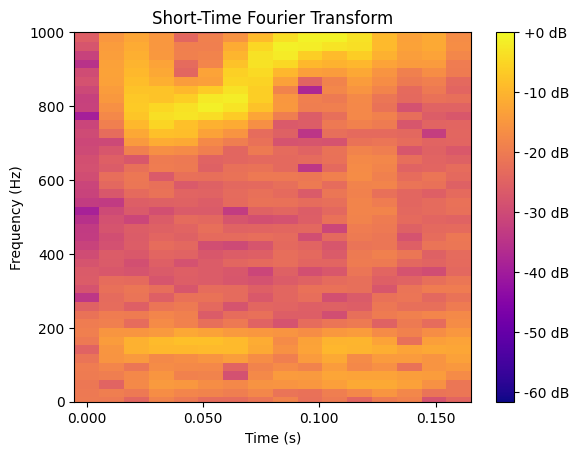 Short-Time Fourier Transform
1000
800
600
400
200
0
Frequency (Hz)
0.000
0.050
0.100
0.150
Time (s)
+0 dB
-10 dB
-20 dB
-30 dB
-40 dB
-50 dB
-60 dB